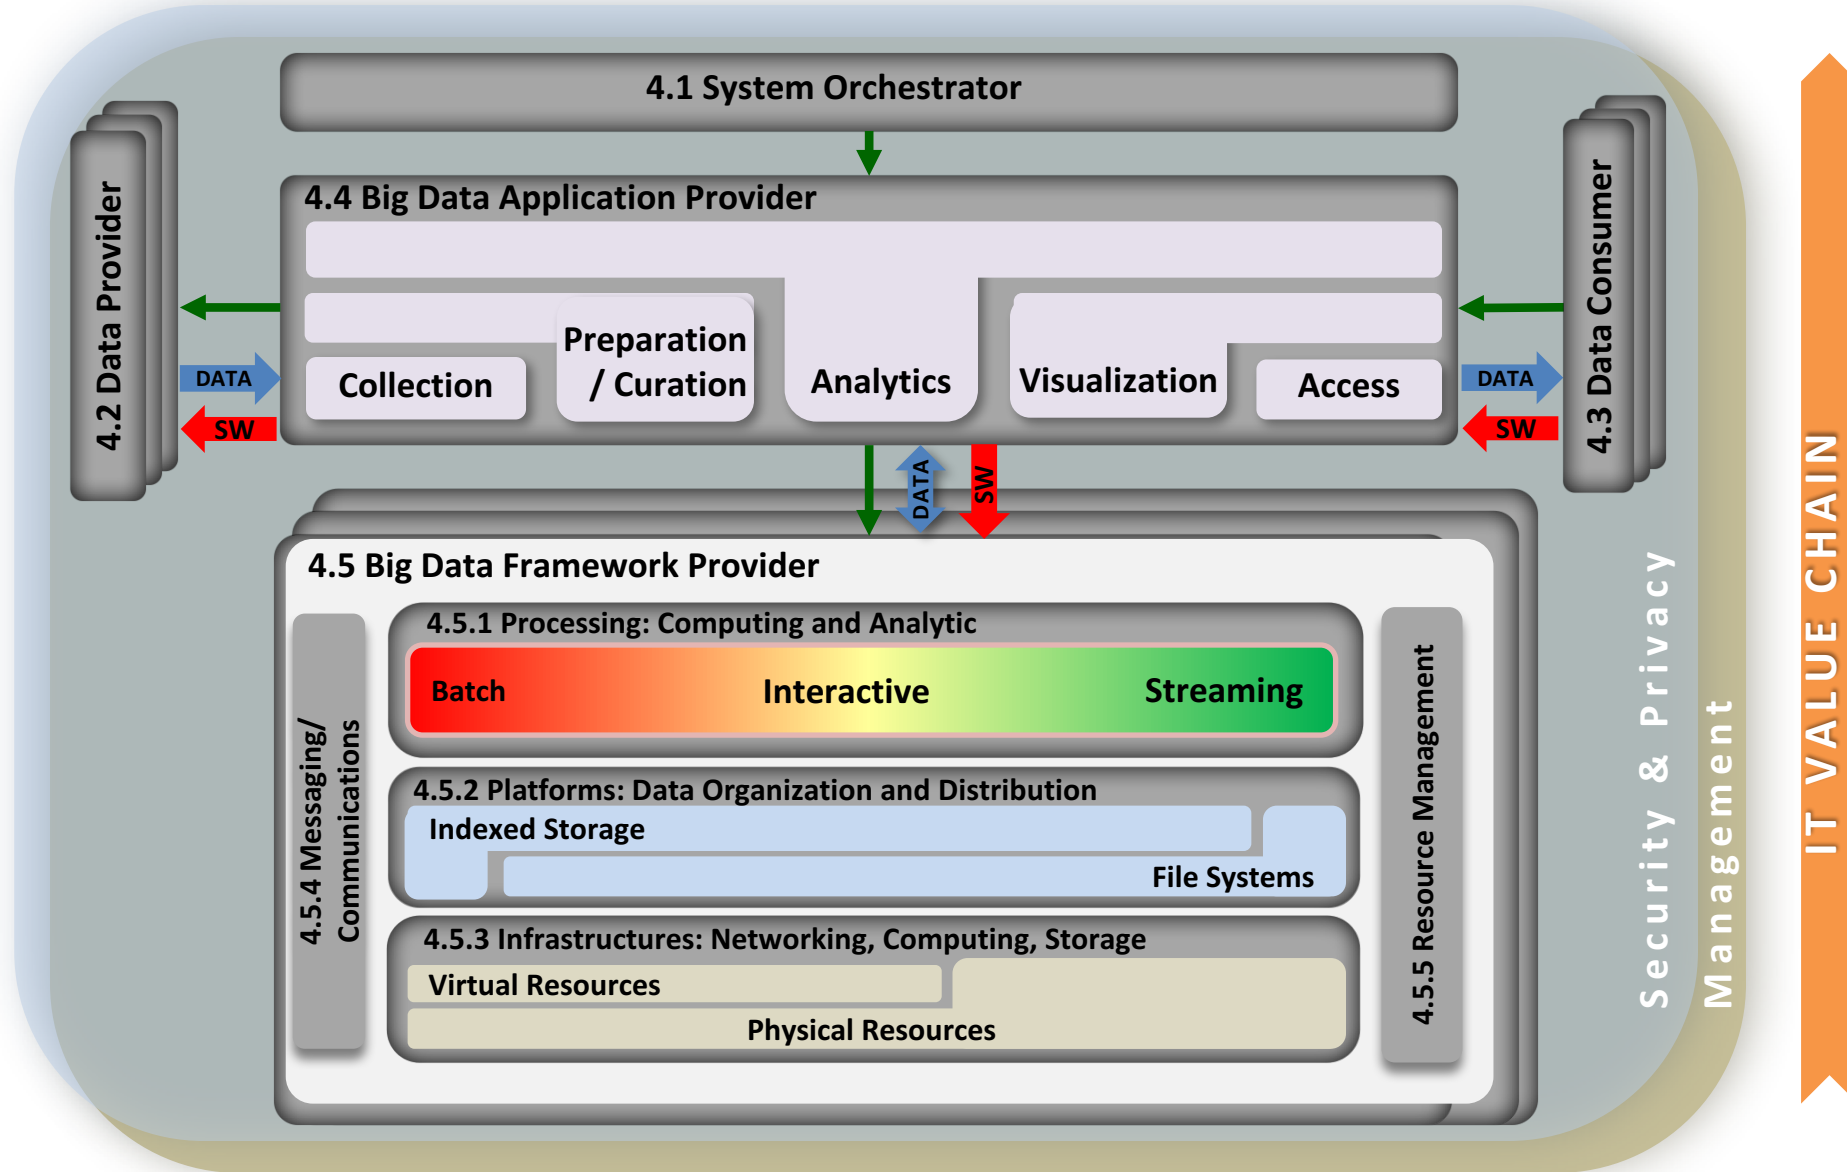 4.1 System Orchestrator
4.2 Data Provider
4.4 Big Data Application Provider
Collection
Preparation
/ Curation
Analytics
Visualization
Access
4.3 Data Consumer
DATA
SW
DATA
SW
DATA
SW
4.5 Big Data Framework Provider
4.5.4 Messaging/
Communications
4.5.1 Processing: Computing and Analytic
Batch
Interactive
Streaming
4.5.2 Platforms: Data Organization and Distribution
Indexed Storage
File Systems
4.5.3 Infrastructures: Networking, Computing, Storage
Virtual Resources
Physical Resources
4.5.5 Resource Management
Security & Privacy
Management
IT VALUE CHAIN